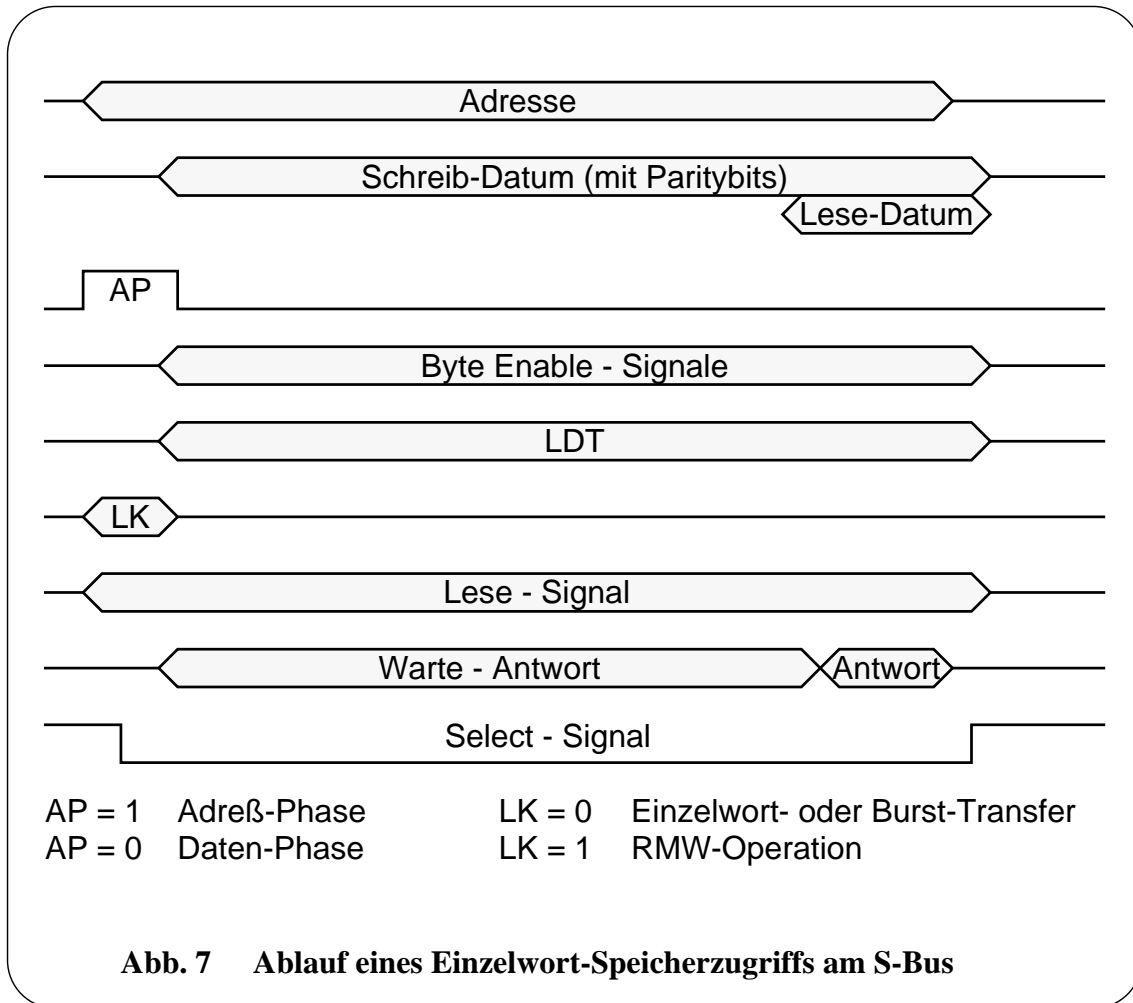 Adresse
Schreib-Datum (mit Paritybits)
Lese-Datum
AP
Byte Enable - Signale
LDT
LK
Lese - Signal
Warte - Antwort Antwort
Select - Signal
AP = 1 Adreß-Phase LK = 0 Einzelwort- oder Burst-Transfer
AP = 0 Daten-Phase LK = 1 RMW-Operation
Abb. 7 Ablauf eines Einzelwort-Speicherzugriffs am S-Bus